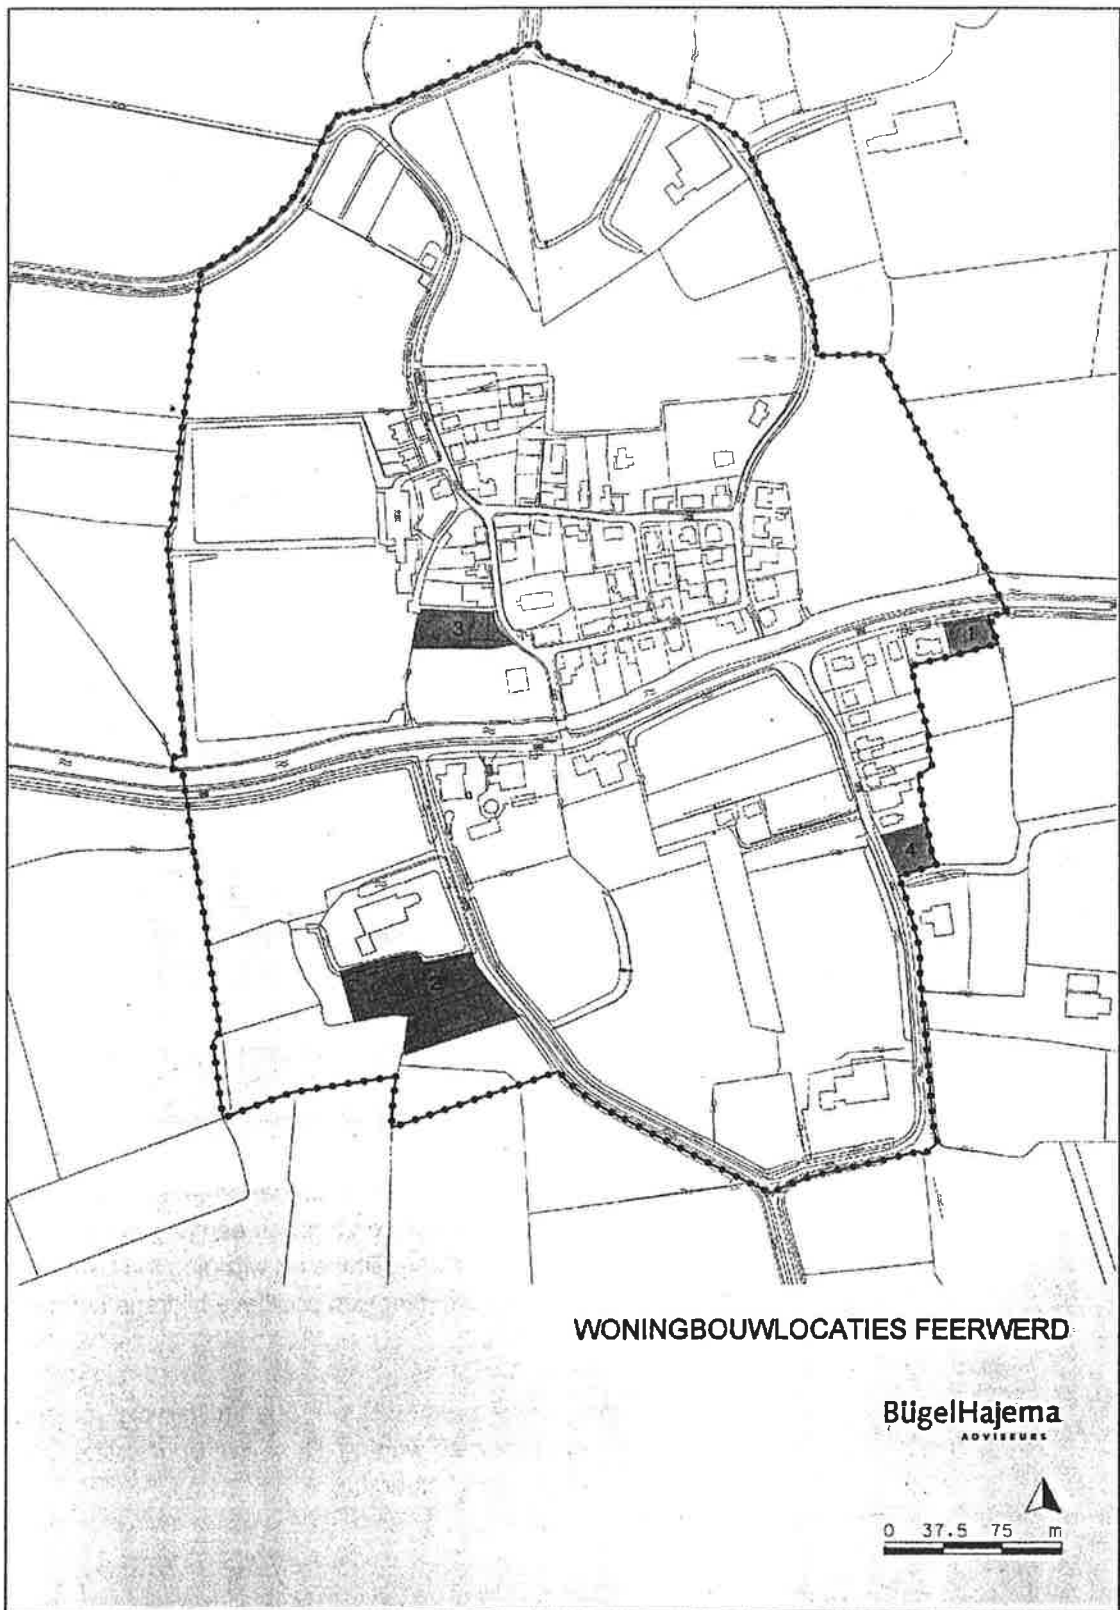 3
1
4
2
WONINGBOUWLOCATIES FEERWERD
BügelHajema
ADVISEURS
0 37.5 75 m